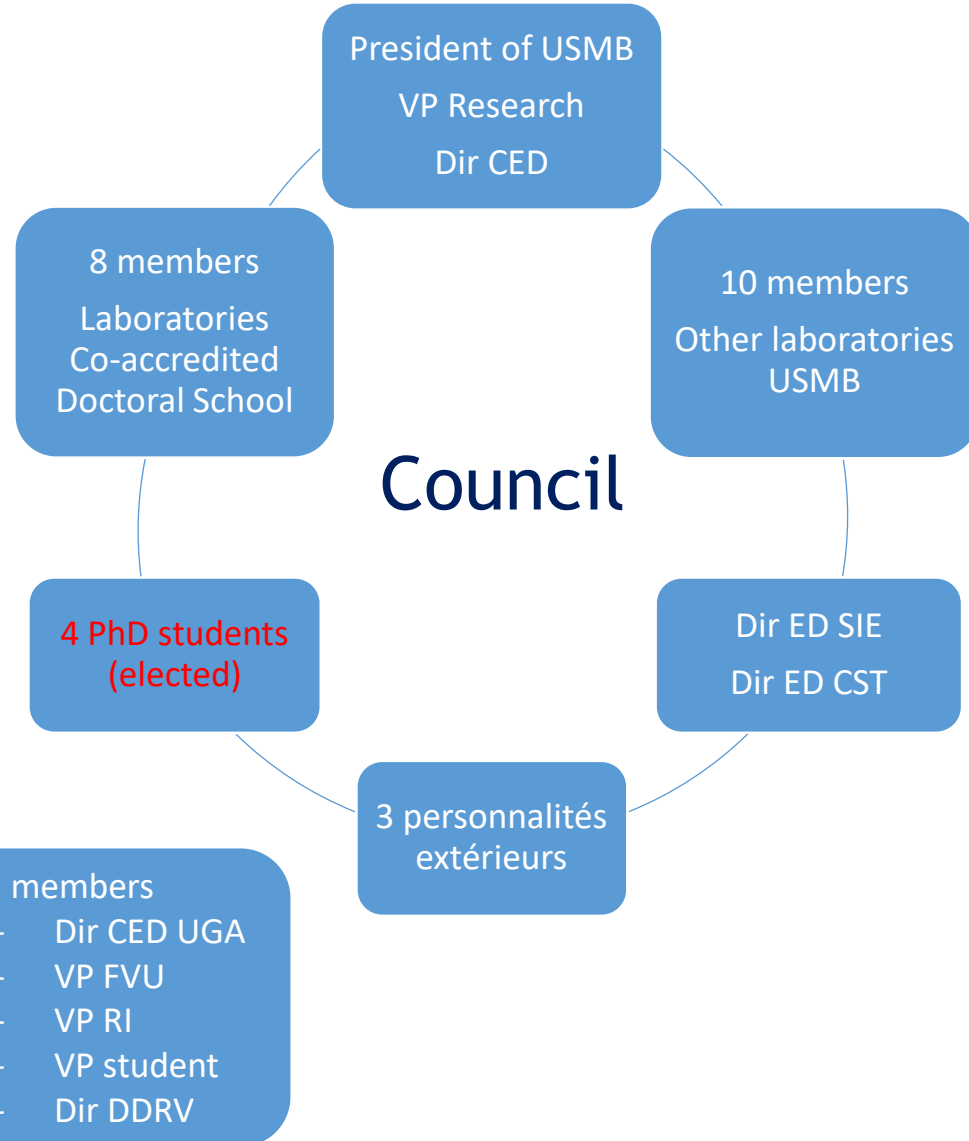 President of USMB
VP Research
Dir CED
8 members
Laboratories
Co-accredited
Doctoral School
10 members
Other laboratories
USMB
Council
4 PhD students
(elected)
Dir ED SIE
Dir ED CST
3 personnalités
extérieurs
members
- Dir CED UGA
- VP FVU
- VP RI
- VP student
- Dir DDRV